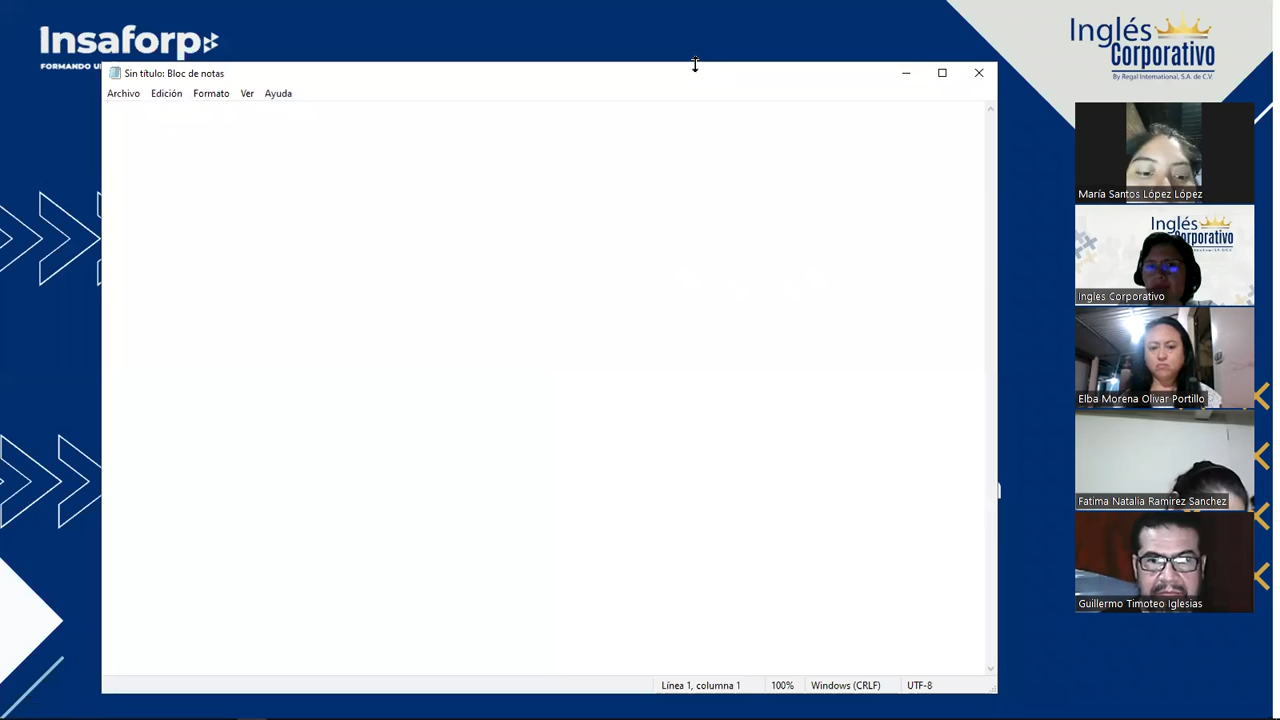 Insaforp
FORMANDO U
Inglés
Corporativo
By Regal International, S.A. de C.V.
Sin título: Bloc de notas
Archivo Edición Formato Ver Ayuda
María Santos López López
Inglés
Corporativo
Ingles Corporativo
Elba Morena Olivar Portillo
Fatima Natalia Ramirez Sanchez
Guillermo Timoteo Iglesias
Línea 1, columna 1 100% Windows (CRLF) UTF-8